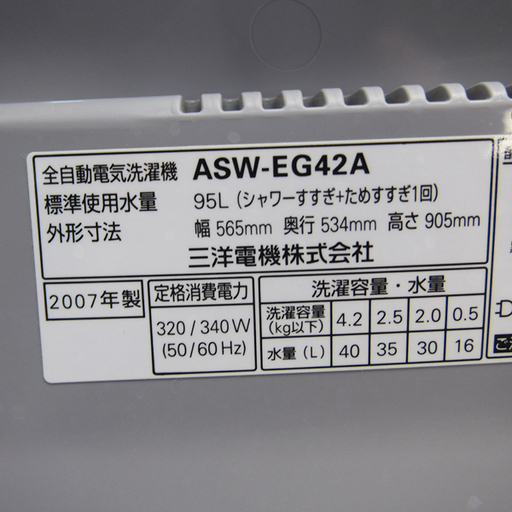 全自動電気洗濯機 ASW-EG42A
標準使用水量 95L (シャワーすすぎ+ためすすぎ1回)
外形寸法 幅 565mm 奥行 534mm 高さ 905mm
三洋電機株式会社
2007年製
定格消費電力
320/340W
(50/60Hz)
洗濯容量・水量
洗濯容量(kg以下) 4.2 2.5 2.0 0.5
水量(L) 40 35 30 16